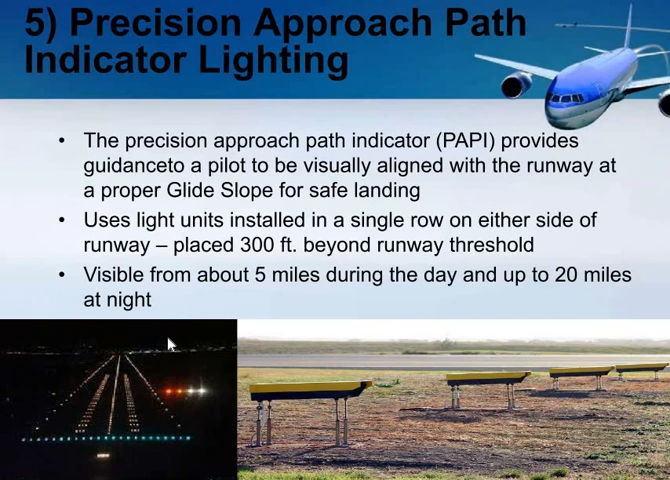 5) Precision Approach Path
Indicator Lighting
• The precision approach path indicator (PAPI) provides
guidanceto a pilot to be visually aligned with the runway at
a proper Glide Slope for safe landing
• Uses light units installed in a single row on either side of
runway – placed 300 ft. beyond runway threshold
• Visible from about 5 miles during the day and up to 20 miles
at night